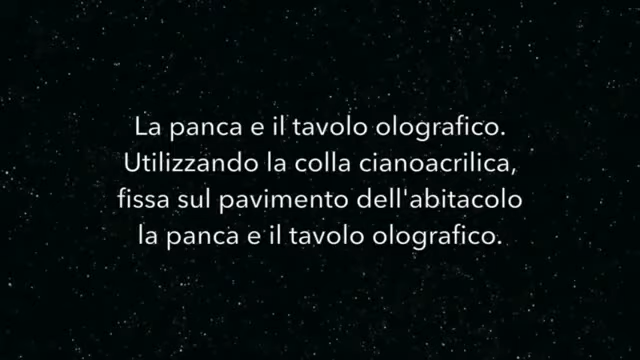 La panca e il tavolo olografico.
Utilizzando la colla cianoacrilica,
fissa sul pavimento dell'abitacolo
la panca e il tavolo olografico.